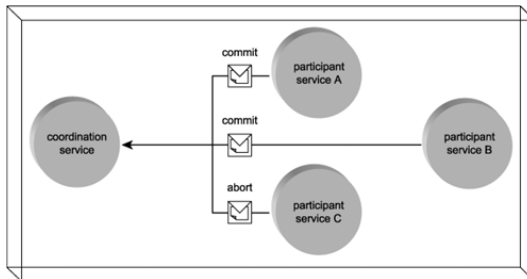 commit
participant
service A
coordination
service
commit
participant
service B
abort
participant
service C